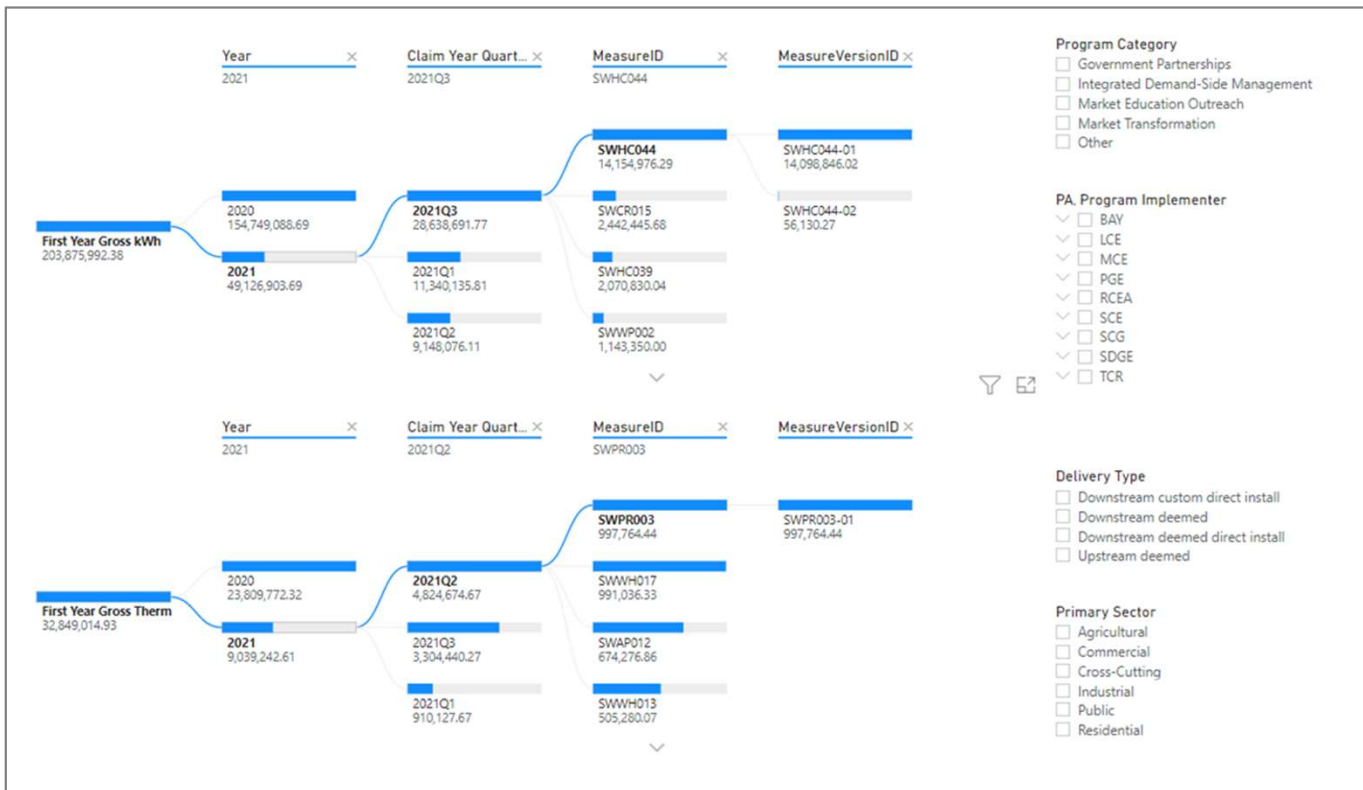 Year
Claim Year Quart...
MeasureID
MeasureVersionID
2021
2021Q3
SWHC044
First Year Gross kWh
203,875,992.38
2020
154,749,088.69
2021
49,126,903.69
2021Q3
28,638,691.77
2021Q1
11,340,135.81
2021Q2
9,148,076.11
SWHC044
14,154,976.29
SWCR015
2,442,445.68
SWHC039
2,070,830.04
SWWP002
1,143,350.00
SWHC044-01
14,098,846.02
SWHC044-02
56,130.27
Year
Claim Year Quart...
MeasureID
MeasureVersionID
2021
2021Q2
SWPR003
First Year Gross Therm
32,849,014.93
2020
23,809,772.32
2021
9,039,242.61
2021Q2
4,824,674.67
2021Q3
3,304,440.27
2021Q1
910,127.67
SWPR003
997,764.44
SWWH017
991,036.33
SWAP012
674,276.86
SWWH013
505,280.07
SWPR003-01
997,764.44
Program Category
Government Partnerships
Integrated Demand-Side Management
Market Education Outreach
Market Transformation
Other
PA, Program Implementer
BAY
LCE
MCE
PGE
RCEA
SCE
SCG
SDGE
TCR
Delivery Type
Downstream custom direct install
Downstream deemed
Downstream deemed direct install
Upstream deemed
Primary Sector
Agricultural
Commercial
Cross-Cutting
Industrial
Public
Residential